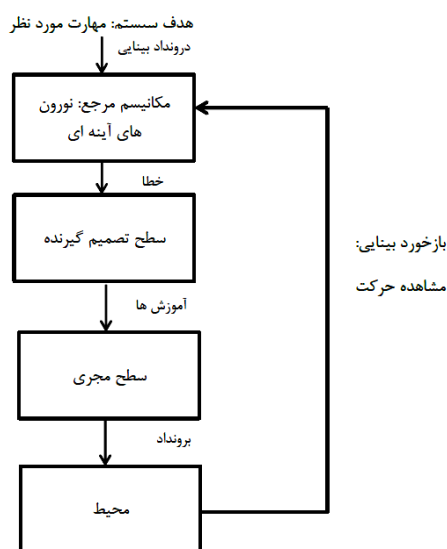 هدف سیستم: مهارت مورد نظر
درونداد بینایی
مکانیسم مرجع: نورون
های آینه ای
خطا
سطح تصمیم گیرنده
بازخورد بینایی:
مشاهده حرکت
آموزش ها
سطح مجری
برونداد
محیط